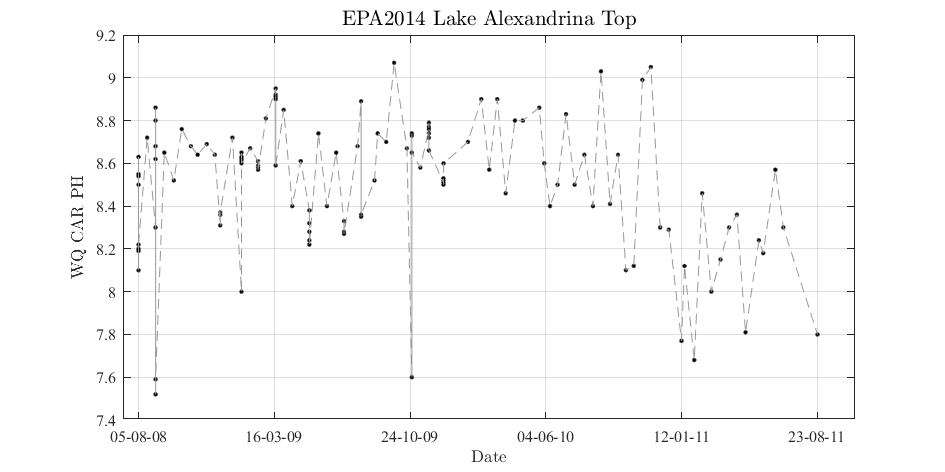 EPA2014 Lake Alexandrina Top
9.2
9
8.8
8.6
8.4
8.2
8
7.8
7.6
7.4
WQ CAR PH
05-08-08 16-03-09 24-10-09 04-06-10 12-01-11 23-08-11
Date